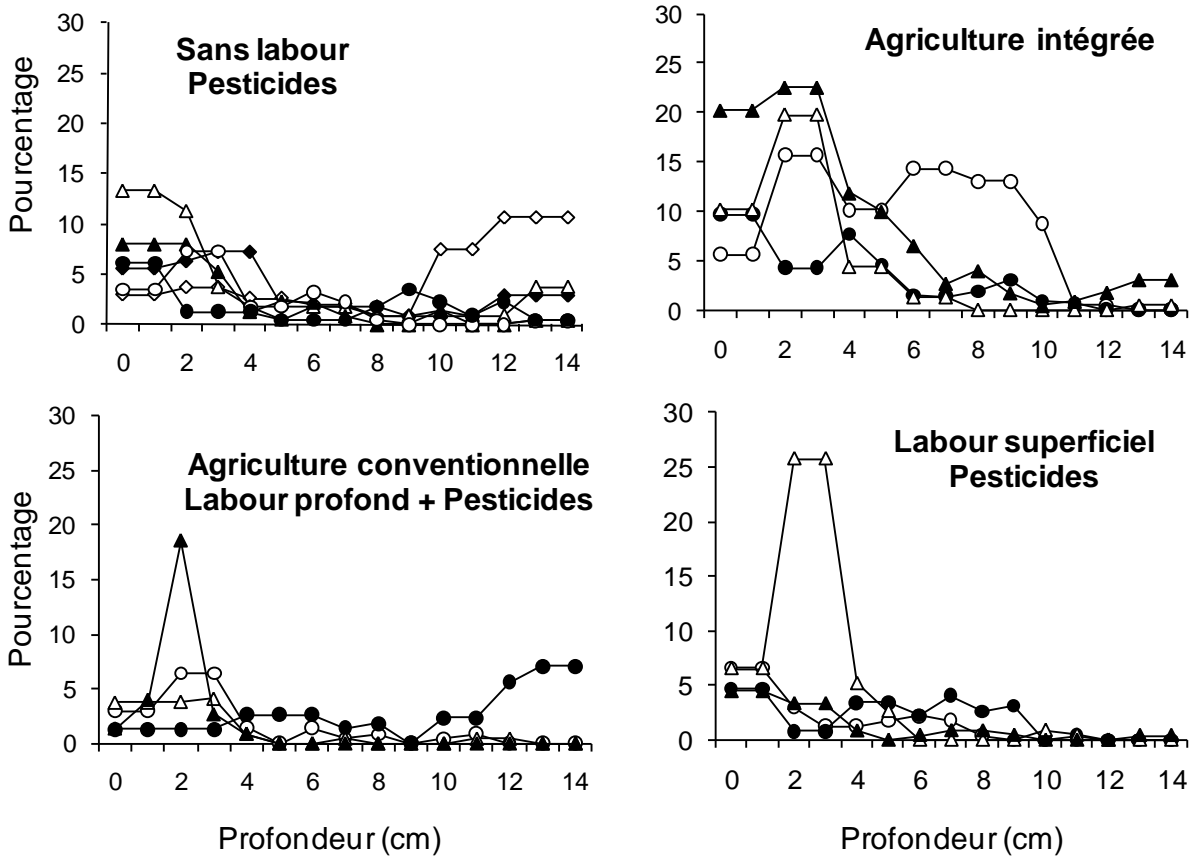 Sans labour
Pesticides
Pourcentage
30
25
20
15
10
5
0
0 2 4 6 8 10 12 14
Agriculture intégrée
30
25
20
15
10
5
0
0 2 4 6 8 10 12 14
Agriculture conventionnelle
Labour profond + Pesticides
Pourcentage
30
25
20
15
10
5
0
0 2 4 6 8 10 12 14
Profondeur (cm)
Labour superficiel
Pesticides
30
25
20
15
10
5
0
0 2 4 6 8 10 12 14
Profondeur (cm)